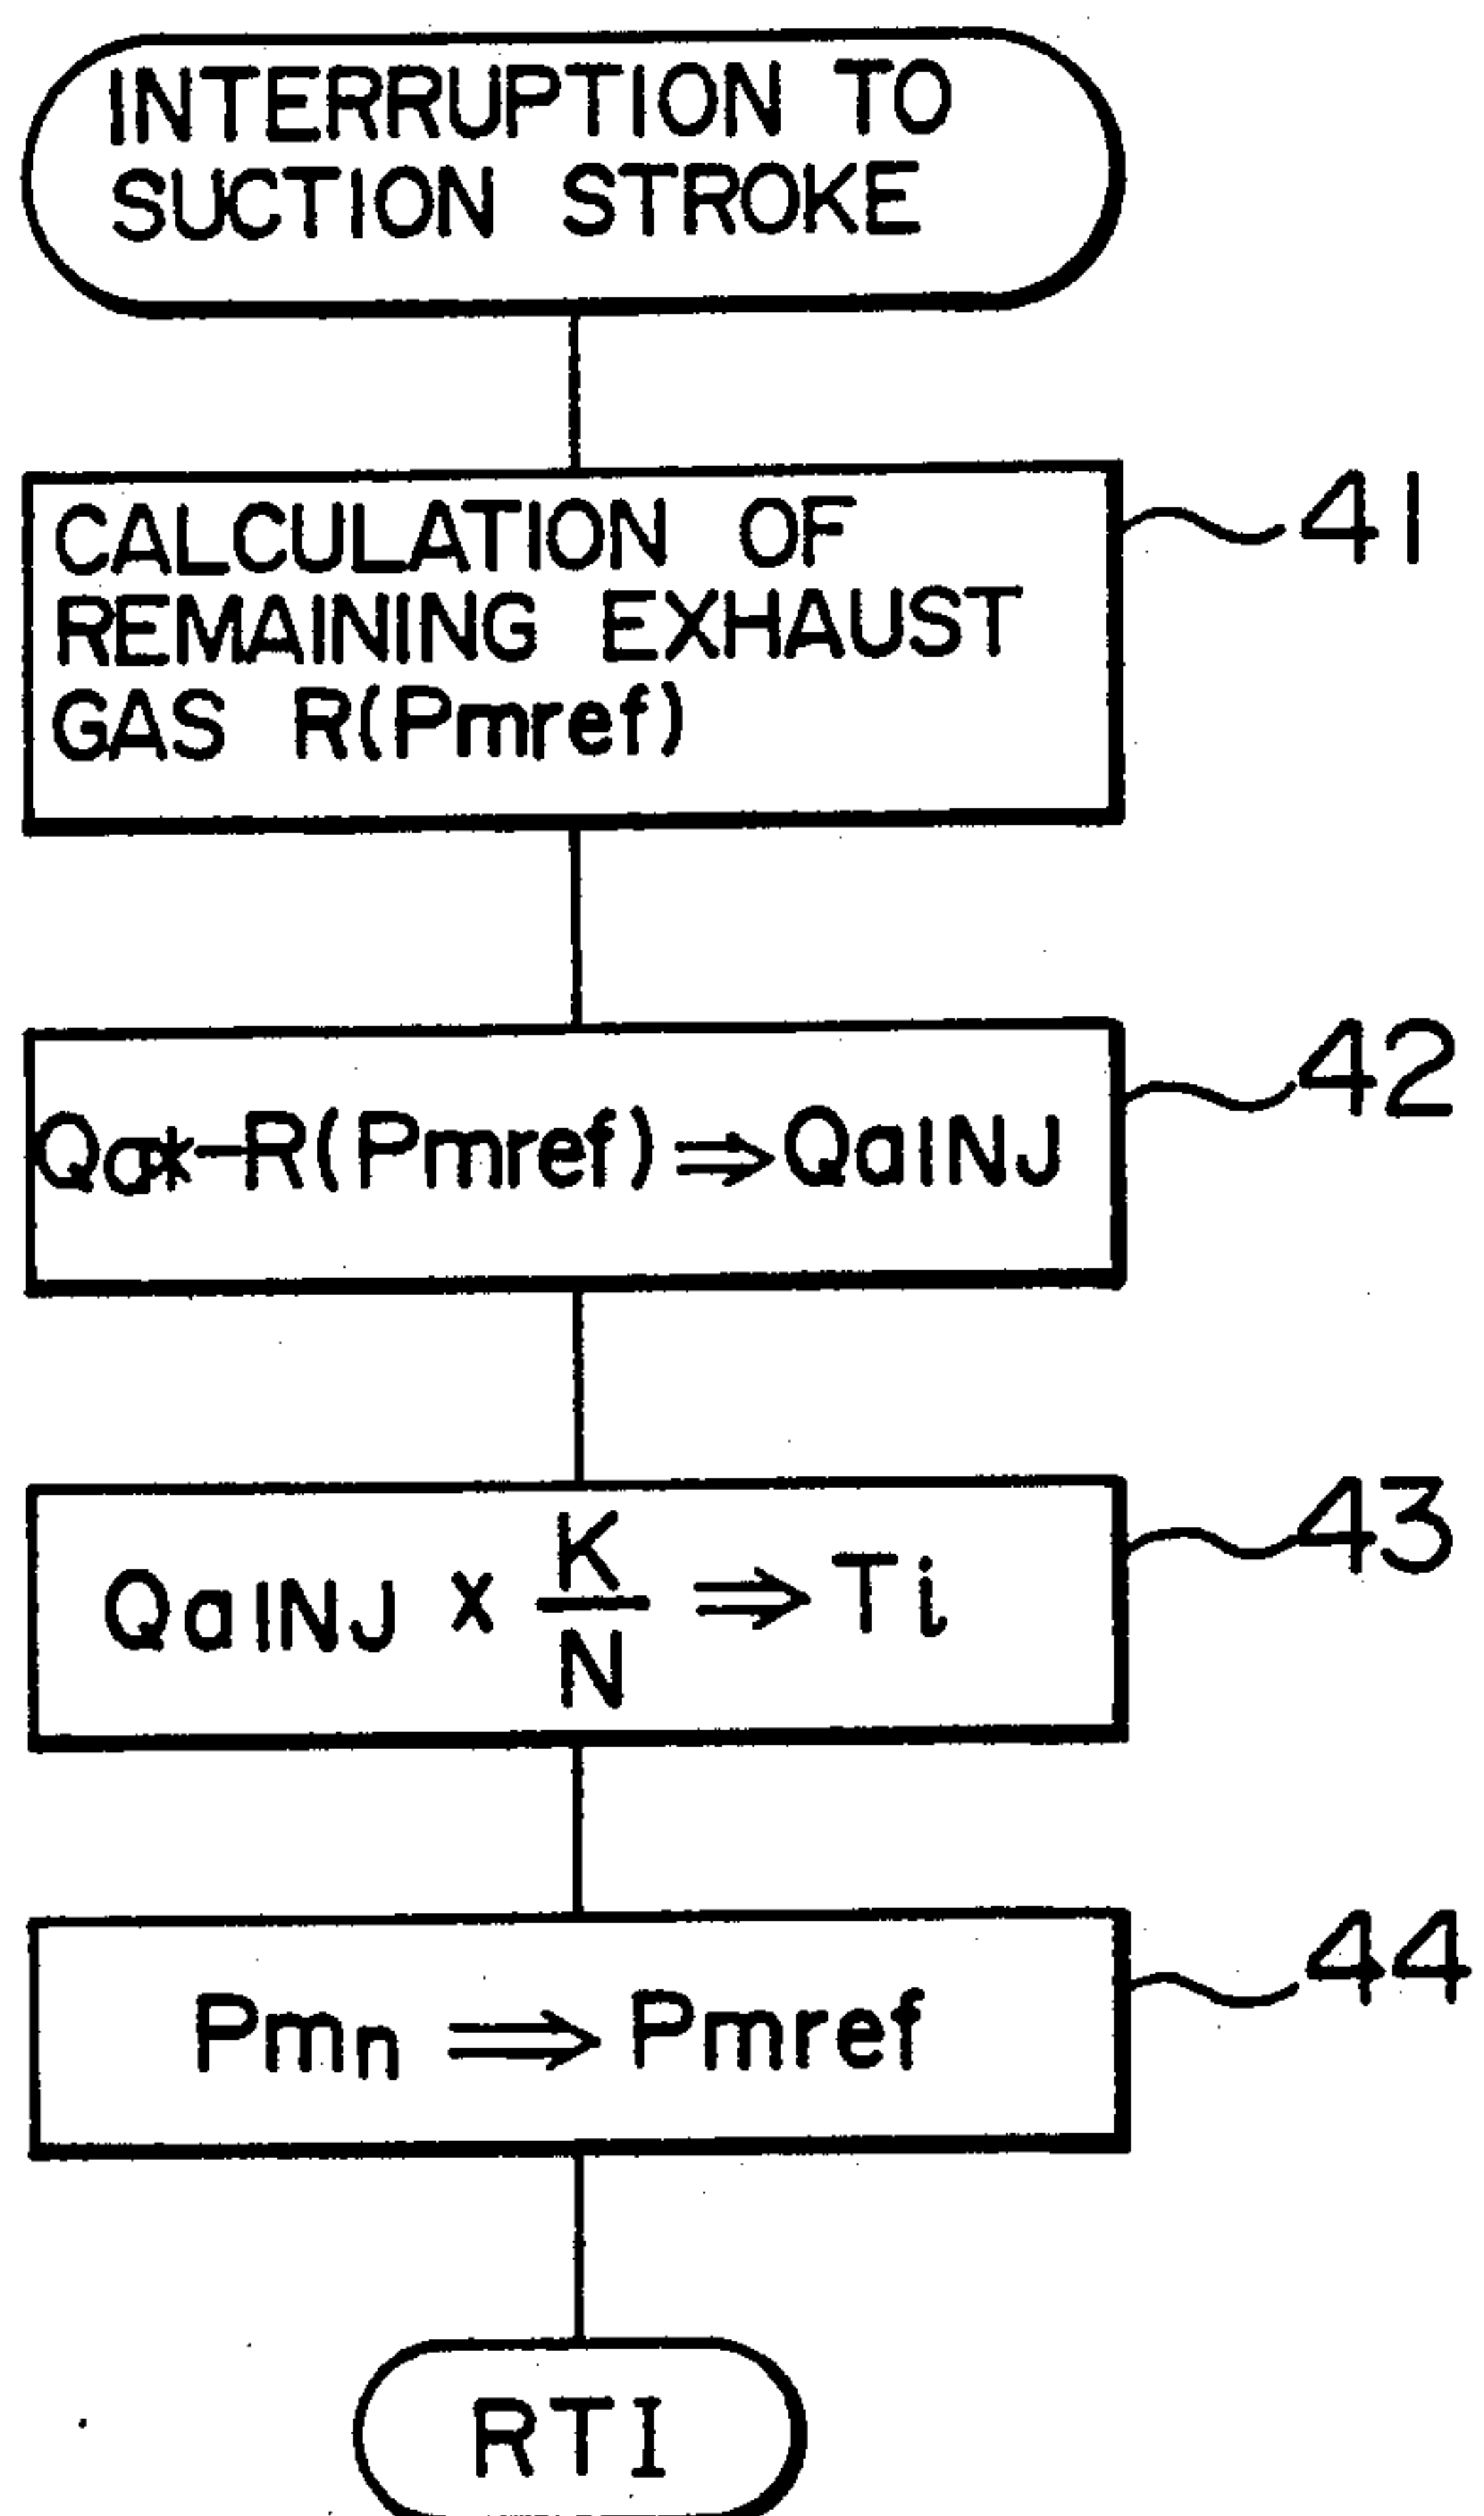 INTERRUPTION TO
SUCTION STROKE
CALCULATION OF
REMAINING EXHAUST
GAS R(Pmref)
41
Qak-R(Pmref)⇒QaINJ
42
QaINJ x K/N ⇒ Ti
43
Pmn ⇒ Pmref
44
RTI